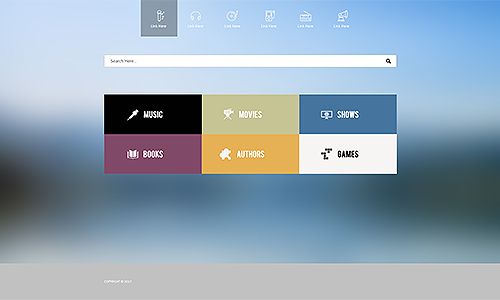 Link Here Link Here Link Here Link Here Link Here Link Here
Search Here...
MUSIC MOVIES SHOWS
BOOKS AUTHORS GAMES
COPYRIGHT © 2017